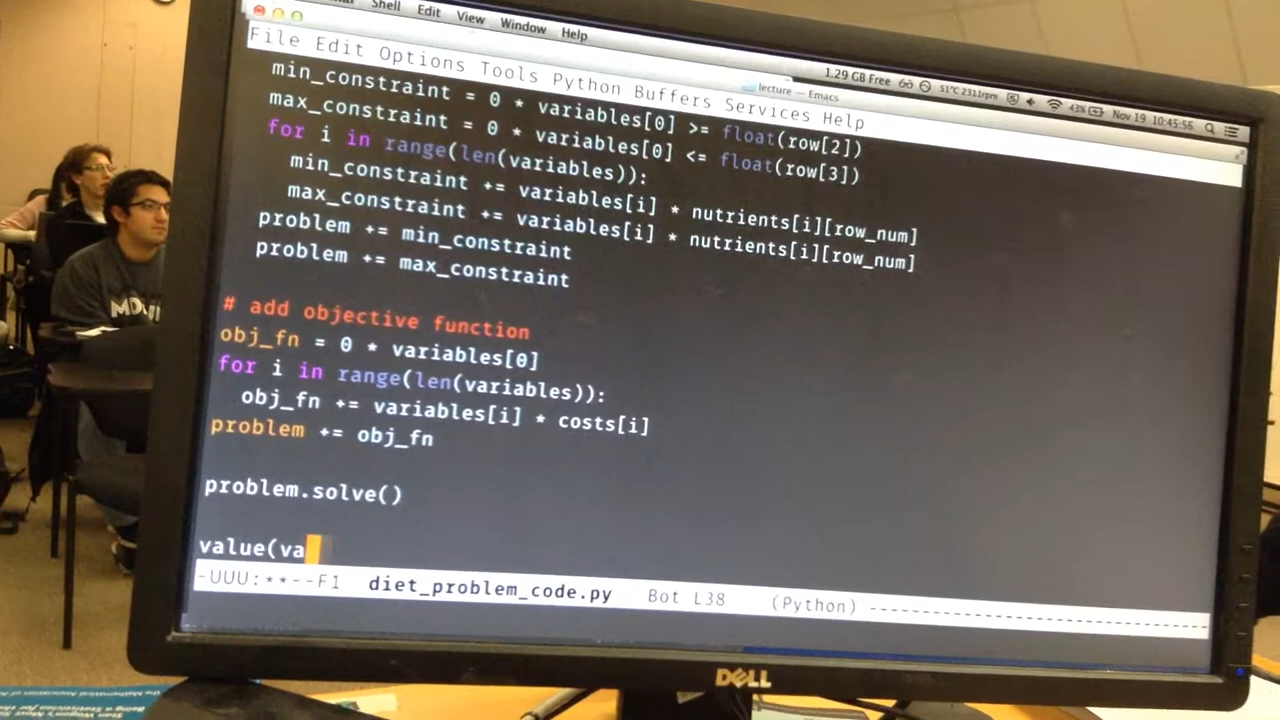 Shell Edit View Window Help
1.29 GB Free 51°C 2311rpm 43% Nov 19 10:45:56
lecture — Emacs
File Edit Options Tools Python Buffers Services Help
min_constraint = 0 * variables[0] >= float(row[2])
max_constraint = 0 * variables[0] <= float(row[3])
for i in range(len(variables)):
min_constraint += variables[i] * nutrients[i][row_num]
max_constraint += variables[i] * nutrients[i][row_num]
problem += min_constraint
problem += max_constraint
# add objective function
obj_fn = 0 * variables[0]
for i in range(len(variables)):
obj_fn += variables[i] * costs[i]
problem += obj_fn
problem.solve()
value(va
-UUU:**--F1 diet_problem_code.py Bot L38 (Python) --------------------------------
DELL